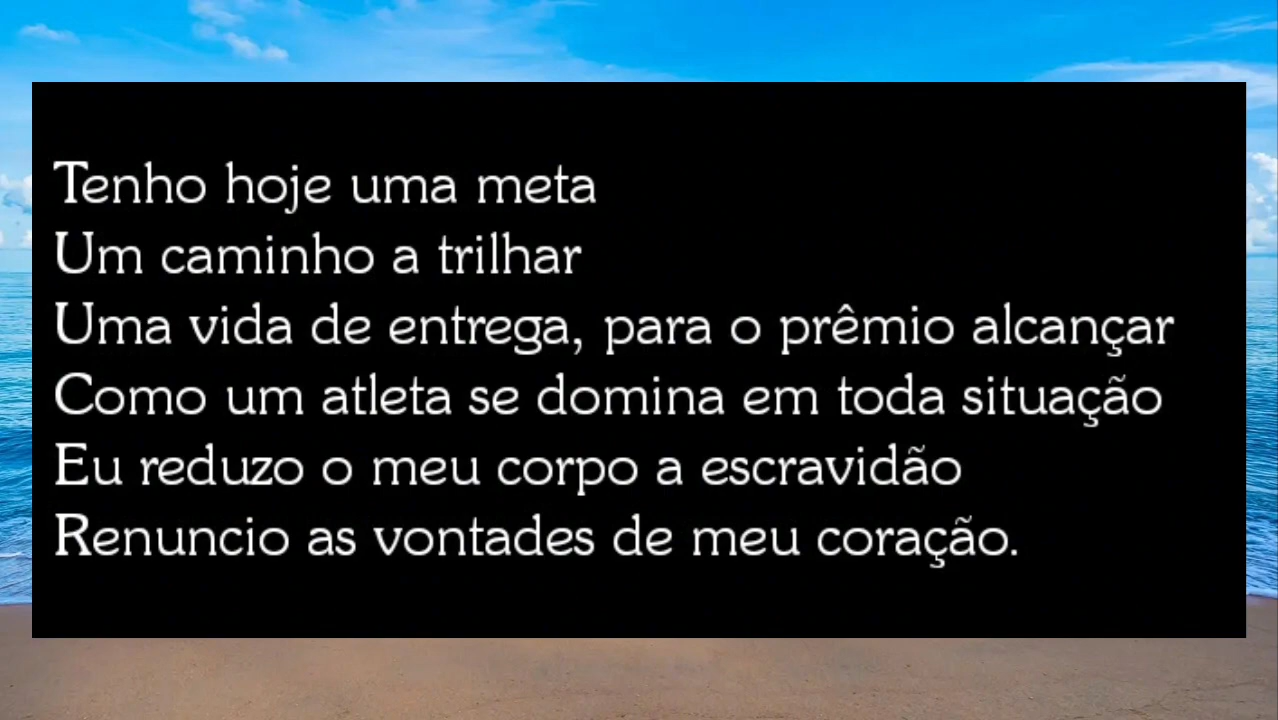 Tenho hoje uma meta
Um caminho a trilhar
Uma vida de entrega, para o prêmio alcançar
Como um atleta se domina em toda situação
Eu reduzo o meu corpo a escravidão
Renuncio as vontades de meu coração.